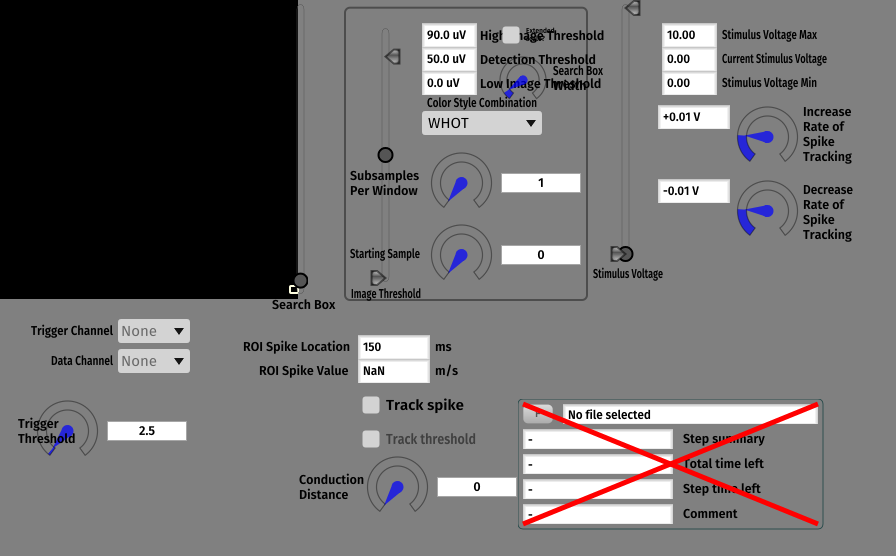 90.0 uV High Image Threshold
50.0 uV Detection Threshold
0.0 uV Low Image Threshold
Extended
Search Box
Width
Color Style Combination
WHOT
Subsamples
Per Window
1
Starting Sample
0
Image Threshold
Search Box
10.00 Stimulus Voltage Max
0.00 Current Stimulus Voltage
0.00 Stimulus Voltage Min
+0.01 V
Increase
Rate of
Spike
Tracking
-0.01 V
Decrease
Rate of
Spike
Tracking
Stimulus Voltage
Trigger Channel None
Data Channel None
Trigger
Threshold
2.5
ROI Spike Location 150 ms
ROI Spike Value NaN m/s
Track spike
Track threshold
Conduction
Distance
0
F No file selected
- Step summary
- Total time left
- Step time left
- Comment